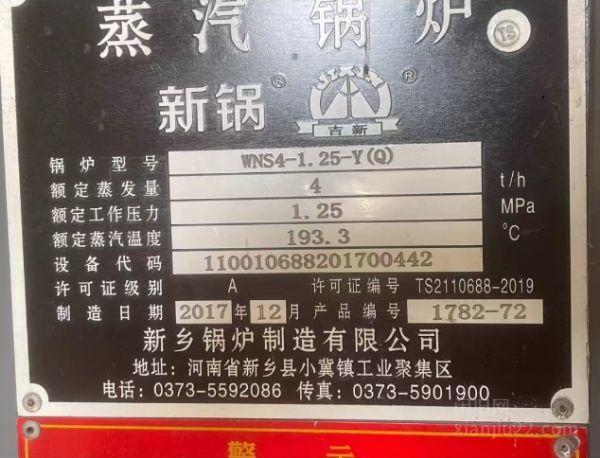 蒸汽锅炉 TS
新锅® ®
吉新
锅炉型号 WNS4-1.25-Y(Q)
额定蒸发量 4 t/h
额定工作压力 1.25 MPa
额定蒸汽温度 193.3 ℃
设备代码 110010688201700442
许可证级别 A 许可证编号 TS2110688-2019
制造日期 2017年12月 产品编号 1782-72
新乡锅炉制造有限公司
地址:河南省新乡县小冀镇工业聚集区
电话:0373-5592086 传真:0373-5901900
警示